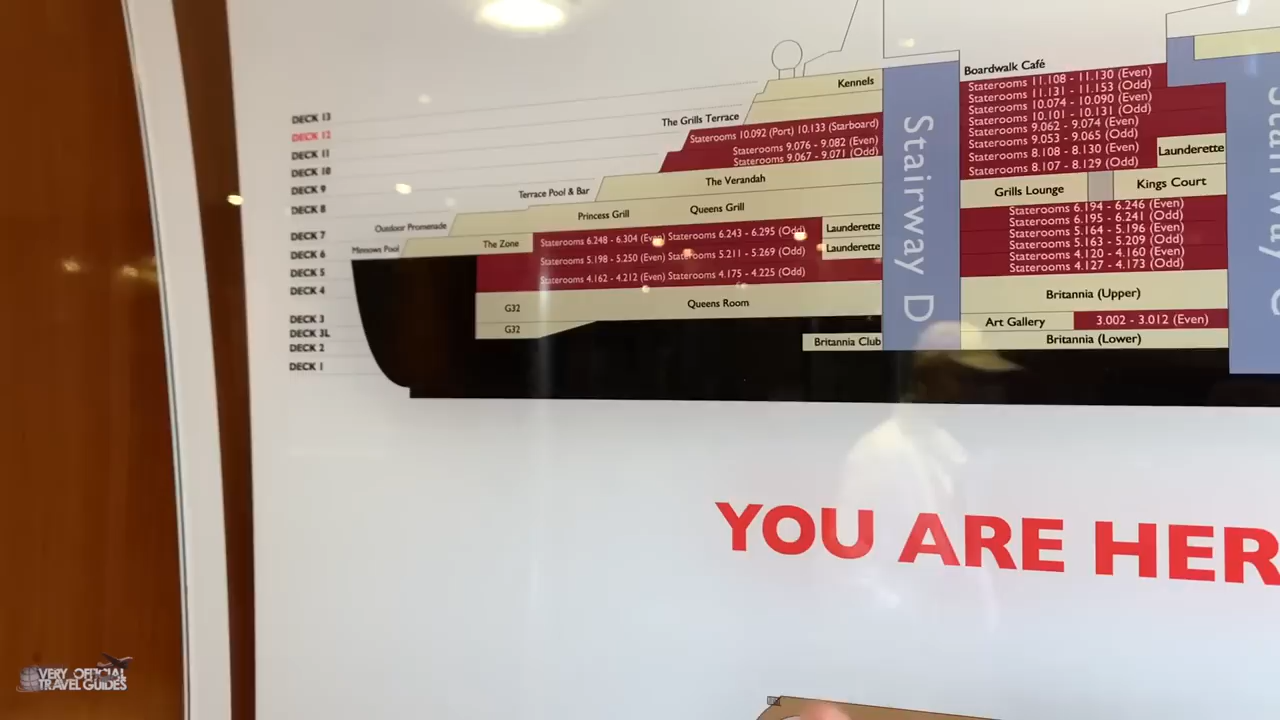 DECK 13
DECK 12
DECK 11
DECK 10
DECK 9
DECK 8
DECK 7
DECK 6
DECK 5
DECK 4
DECK 3
DECK 3L
DECK 2
DECK 1
Kennels
The Grills Terrace
Staterooms 10.092 (Port) 10.133 (Starboard)
Staterooms 9.076 - 9.082 (Even)
Staterooms 9.067 - 9.071 (Odd)
The Verandah
Terrace Pool & Bar
Princess Grill
Queens Grill
Outdoor Promenade
Minnows Pool
The Zone
Staterooms 6.248 - 6.304 (Even) Staterooms 6.243 - 6.295 (Odd)
Launderette
Staterooms 5.198 - 5.250 (Even) Staterooms 5.211 - 5.269 (Odd)
Launderette
Staterooms 4.162 - 4.212 (Even) Staterooms 4.175 - 4.225 (Odd)
G32
Queens Room
G32
Britannia Club
Stairway D
Boardwalk Café
Staterooms 11.108 - 11.130 (Even)
Staterooms 11.131 - 11.153 (Odd)
Staterooms 10.074 - 10.090 (Even)
Staterooms 10.101 - 10.131 (Odd)
Staterooms 9.062 - 9.074 (Even)
Staterooms 9.053 - 9.065 (Odd)
Staterooms 8.108 - 8.130 (Even)
Staterooms 8.107 - 8.129 (Odd)
Launderette
Grills Lounge
Kings Court
Staterooms 6.194 - 6.246 (Even)
Staterooms 6.195 - 6.241 (Odd)
Staterooms 5.164 - 5.196 (Even)
Staterooms 5.163 - 5.209 (Odd)
Staterooms 4.120 - 4.160 (Even)
Staterooms 4.127 - 4.173 (Odd)
Britannia (Upper)
Art Gallery
3.002 - 3.012 (Even)
Britannia (Lower)
Stairway C
YOU ARE HER
VERY OFFICIAL
TRAVEL GUIDES